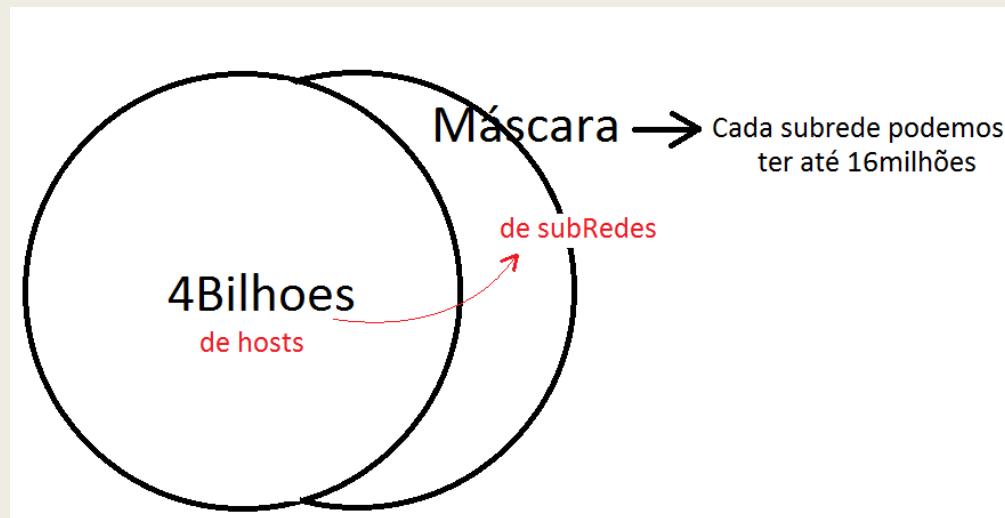 Máscara
Cada subrede podemos
ter até 16milhões
de subRedes
4Bilhoes
de hosts